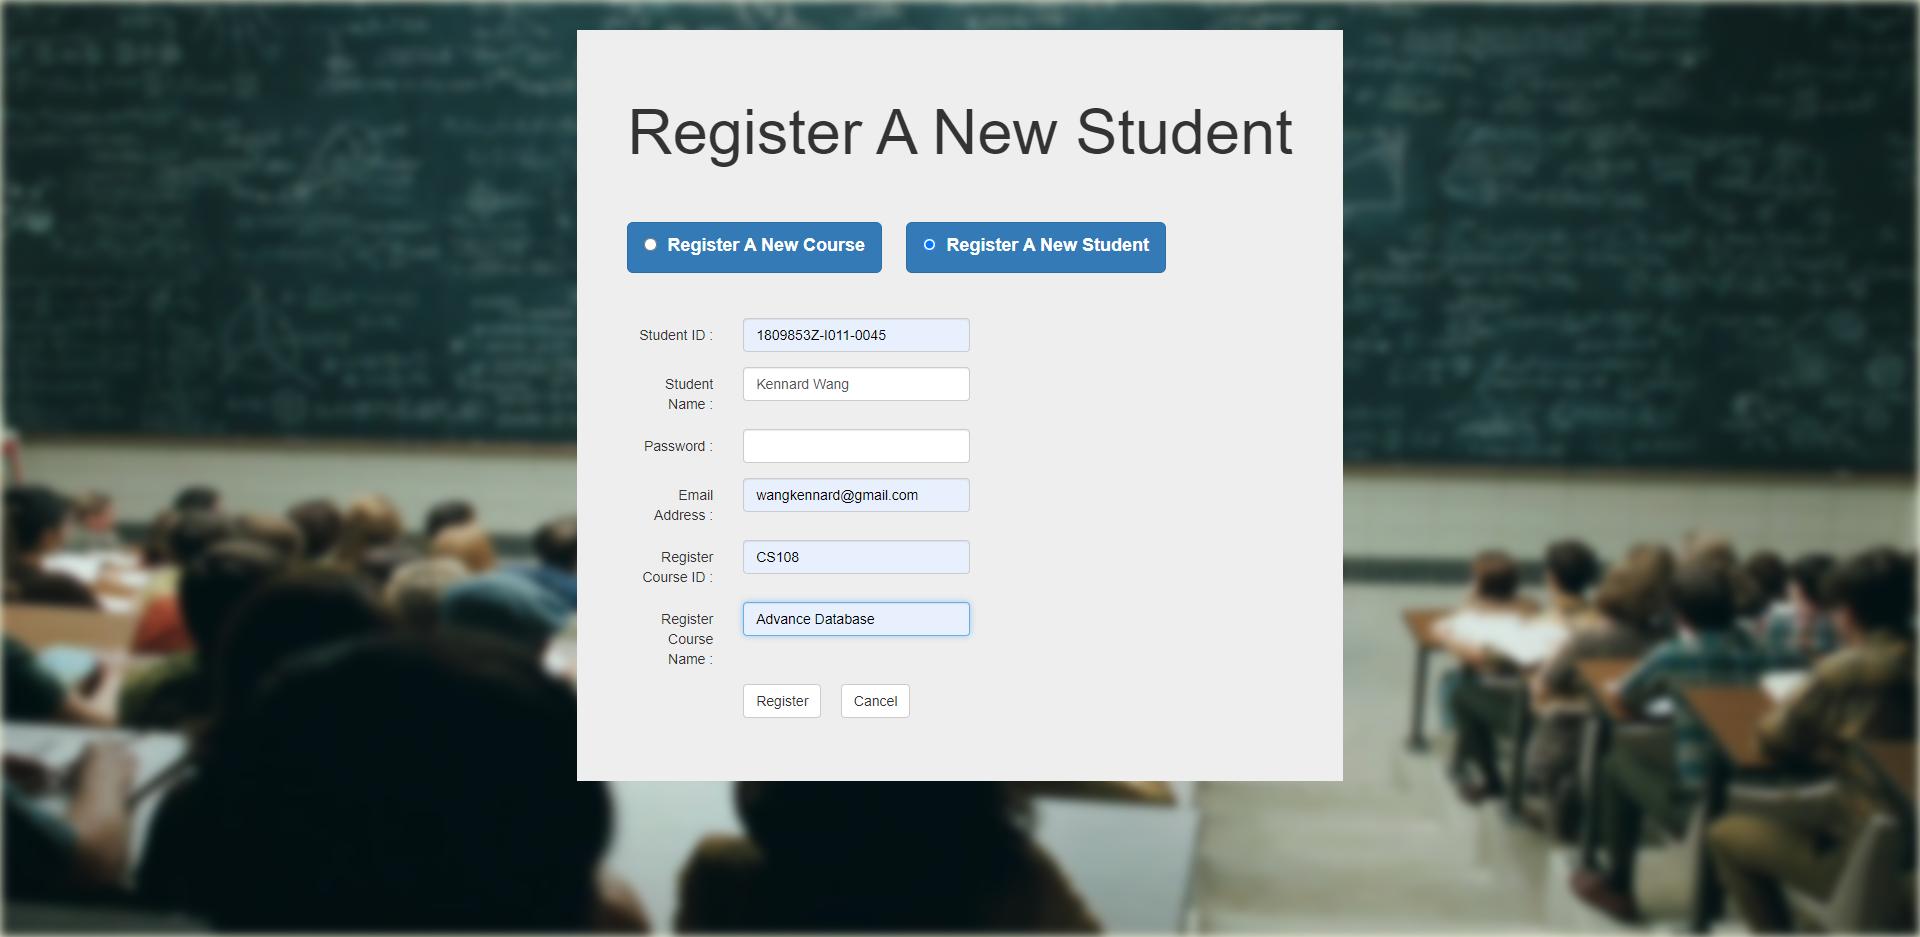 Register A New Student
Register A New Course
Register A New Student
Student ID :
1809853Z-I011-0045
Student
Name :
Kennard Wang
Password :
Email
Address :
wangkennard@gmail.com
Register
Course ID :
CS108
Register
Course
Name :
Advance Database
Register
Cancel